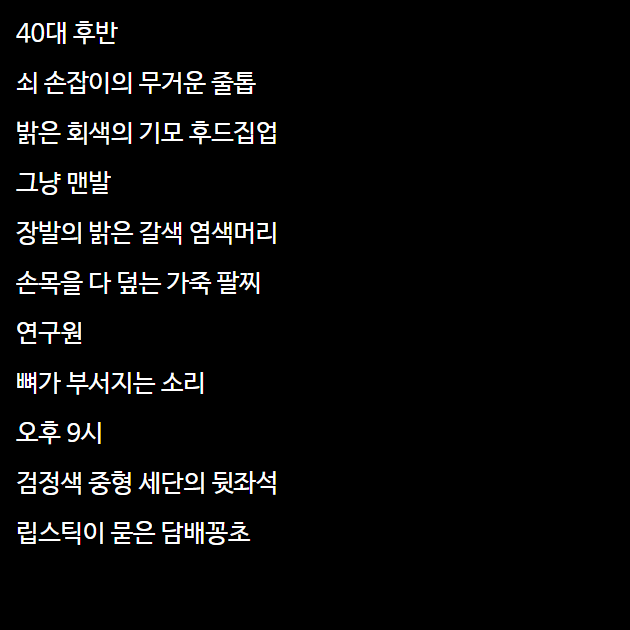 40대 후반
쇠 손잡이의 무거운 줄톱
밝은 회색의 기모 후드집업
그냥 맨발
장발의 밝은 갈색 염색머리
손목을 다 덮는 가죽 팔찌
연구원
뼈가 부서지는 소리
오후 9시
검정색 중형 세단의 뒷좌석
립스틱이 묻은 담배꽁초